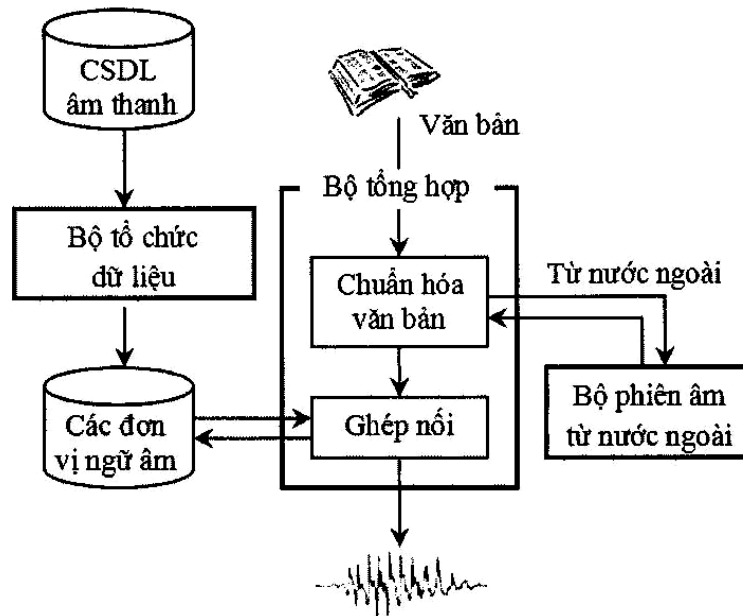 CSDL
âm thanh
Văn bản
Bộ tổng hợp
Bộ tổ chức
dữ liệu
Chuẩn hóa
văn bản
Từ nước ngoài
Các đơn
vị ngữ âm
Ghép nối
Bộ phiên âm
từ nước ngoài